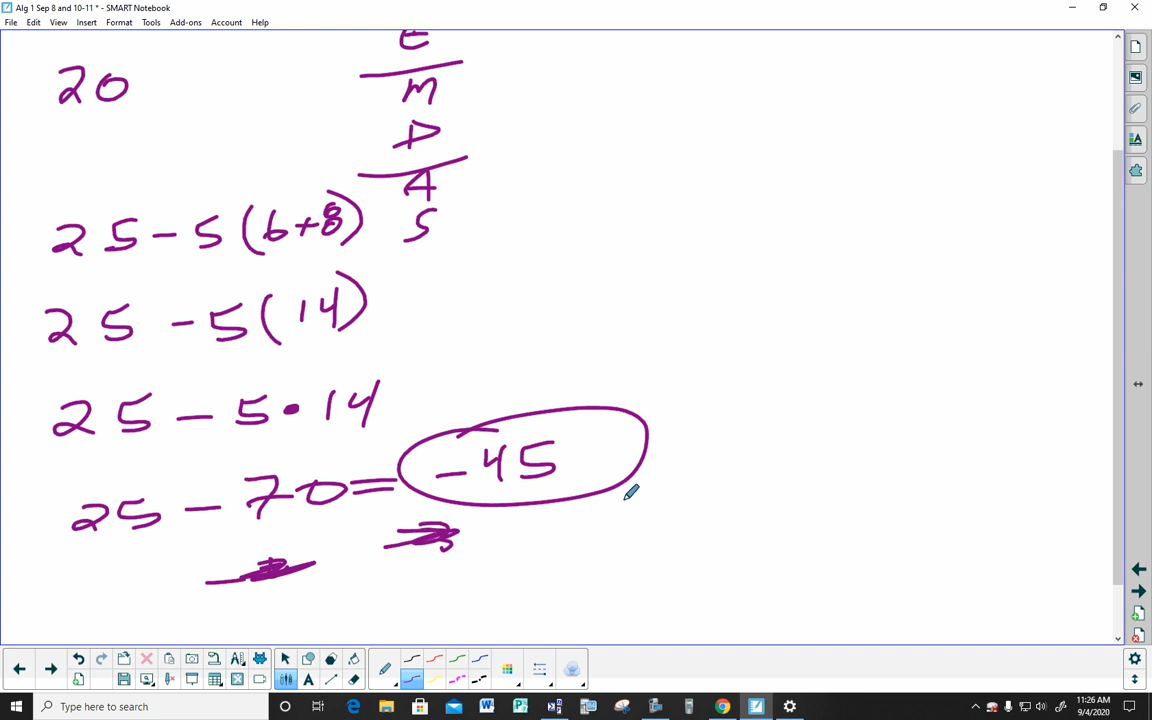 Alg 1 Sep 8 and 10-11 * - SMART Notebook
File Edit View Insert Format Tools Add-ons Account Help
E
20
M
D
A
S
25 - 5(6+8)
25 - 5(14)
25 - 5 • 14
25 - 70 = -45
Type here to search
11:26 AM
9/4/2020